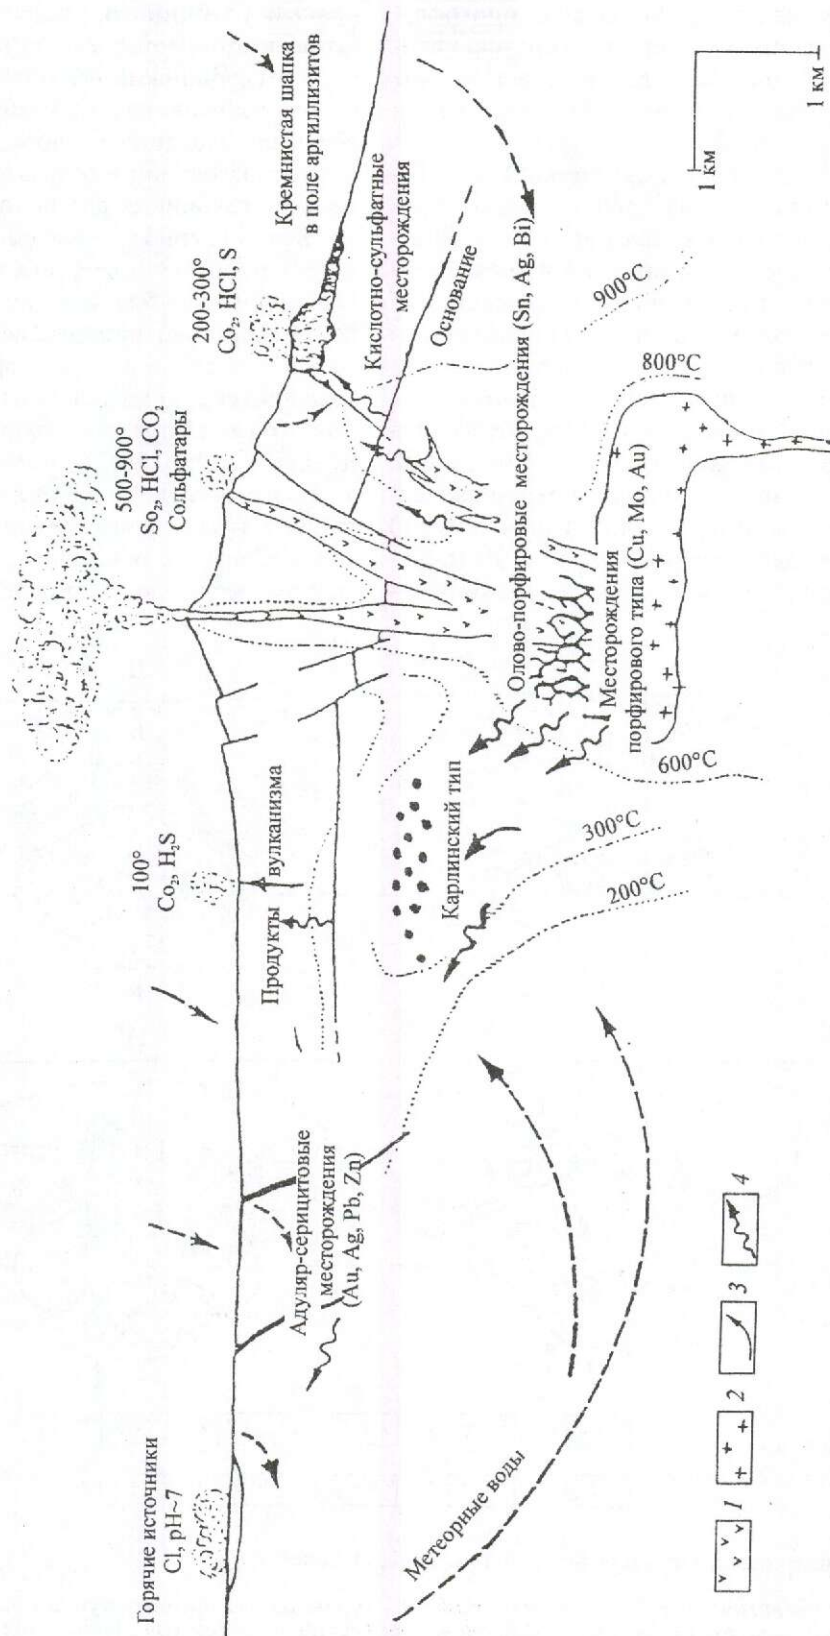 Горячие источники
Cl, pH~7
Адуляр-серицитовые
месторождения
(Au, Ag, Pb, Zn)
Метеорные воды
100°
Co₂, H₂S
Продукты вулканизма
Карлинский тип
200°C
300°C
600°C
500-900°
So₂, HCl, CO₂
Сольфатары
Олово-порфировые месторождения (Sn, Ag, Bi)
Месторождения
порфирового типа (Cu, Mo, Au)
200-300°
Co₂, HCl, S
Кремнистая шапка
в поле аргиллизитов
Кислотно-сульфатные
месторождения
Основание
800°C
900°C
1 км
1 км
1
2
3
4